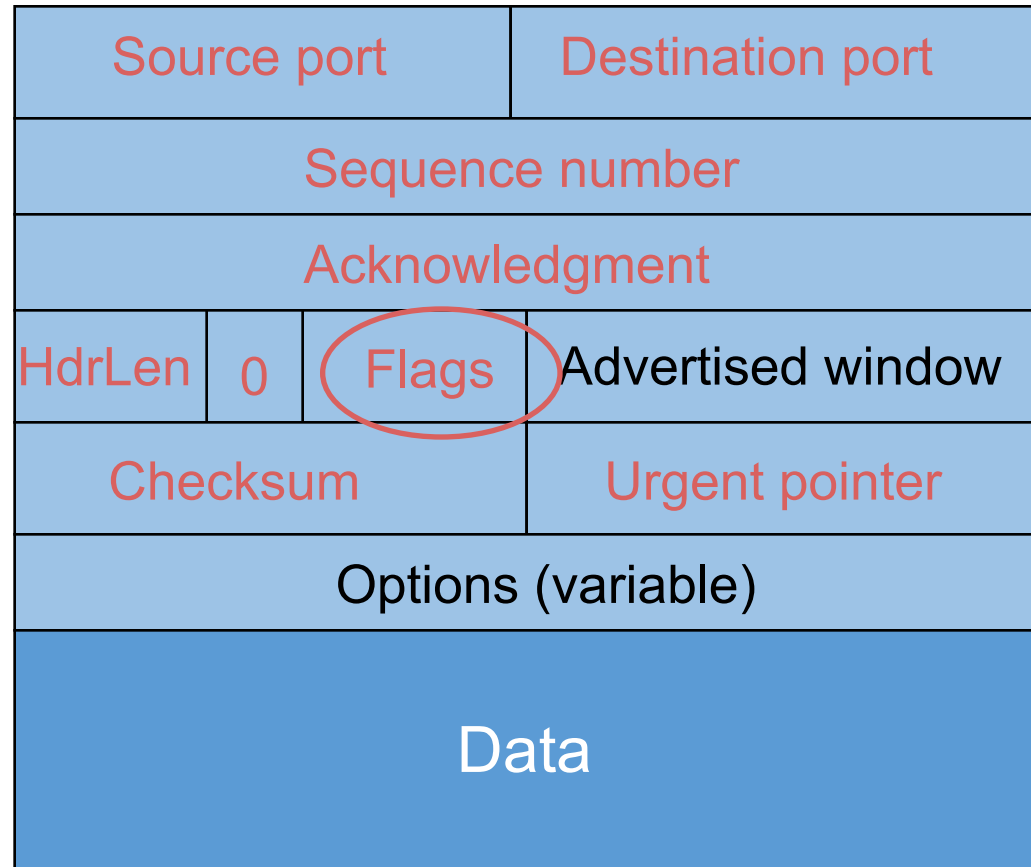 Source port Destination port
Sequence number
Acknowledgment
HdrLen 0 Flags Advertised window
Checksum Urgent pointer
Options (variable)
Data